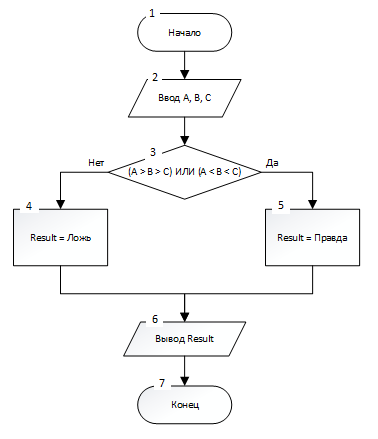 1
Начало
2
Ввод A, B, C
3
Нет
(A > B > C) ИЛИ (A < B < C)
Да
4
Result = Ложь
5
Result = Правда
6
Вывод Result
7
Конец